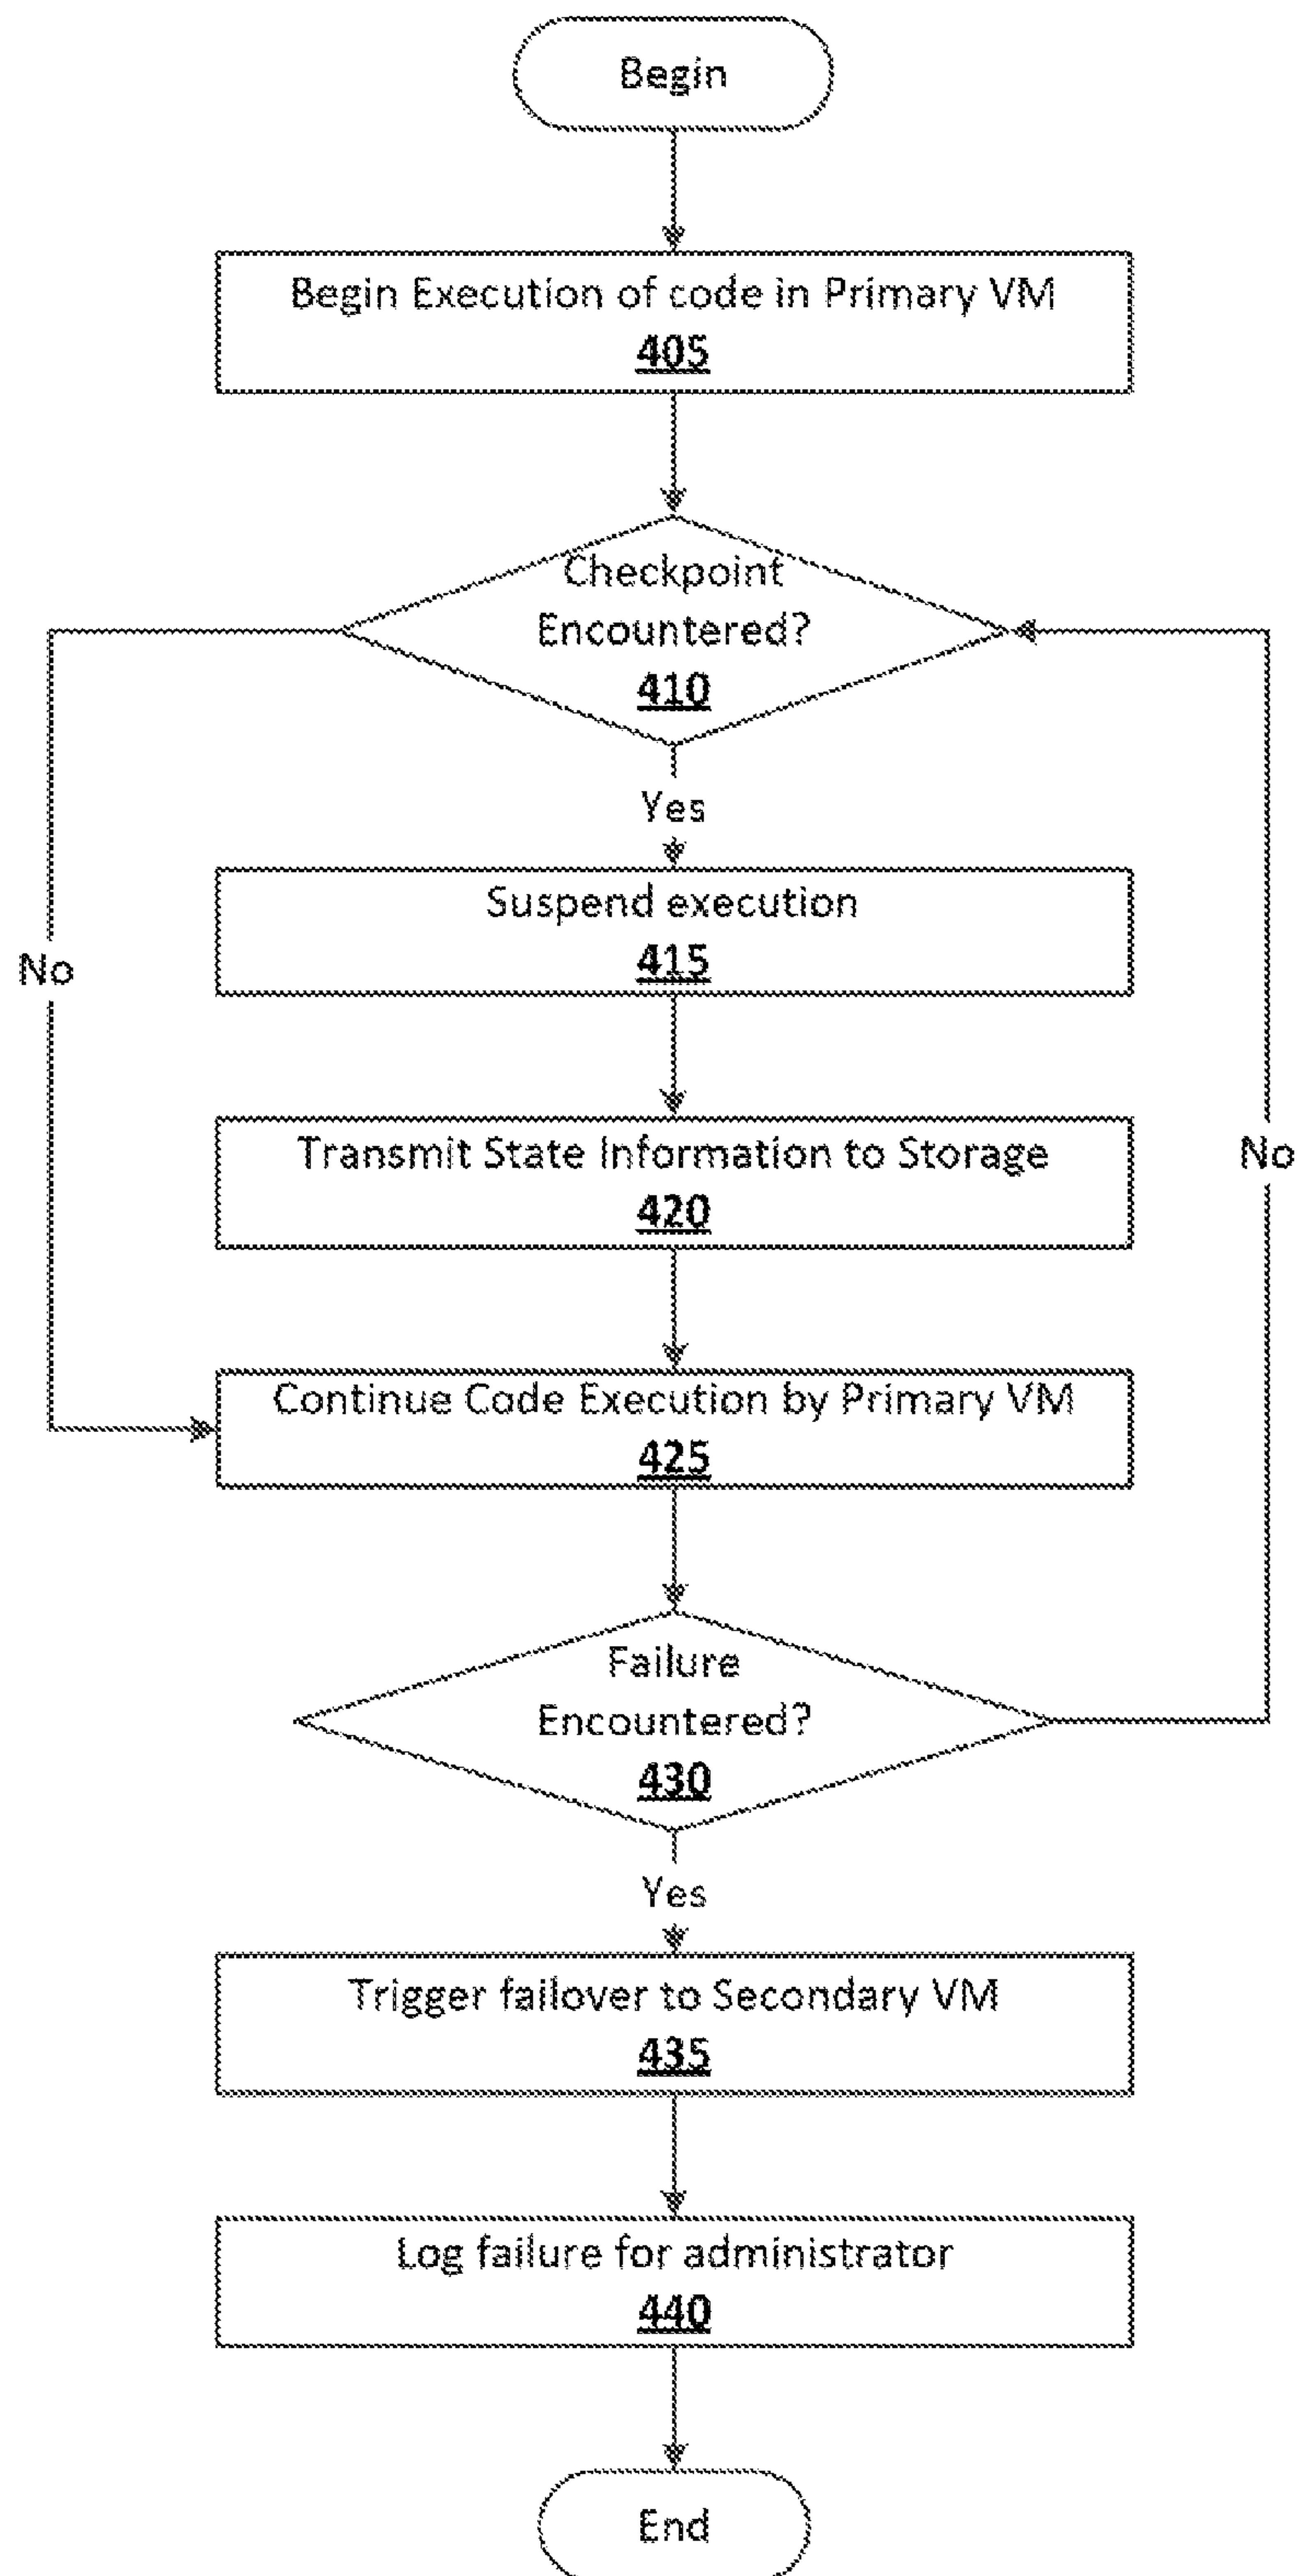 Begin
Begin Execution of code in Primary VM
405
Checkpoint
Encountered?
410
Yes
Suspend execution
415
No
Transmit State Information to Storage
420
No
Continue Code Execution by Primary VM
425
Failure
Encountered?
430
Yes
Trigger failover to Secondary VM
435
Log failure for administrator
440
End